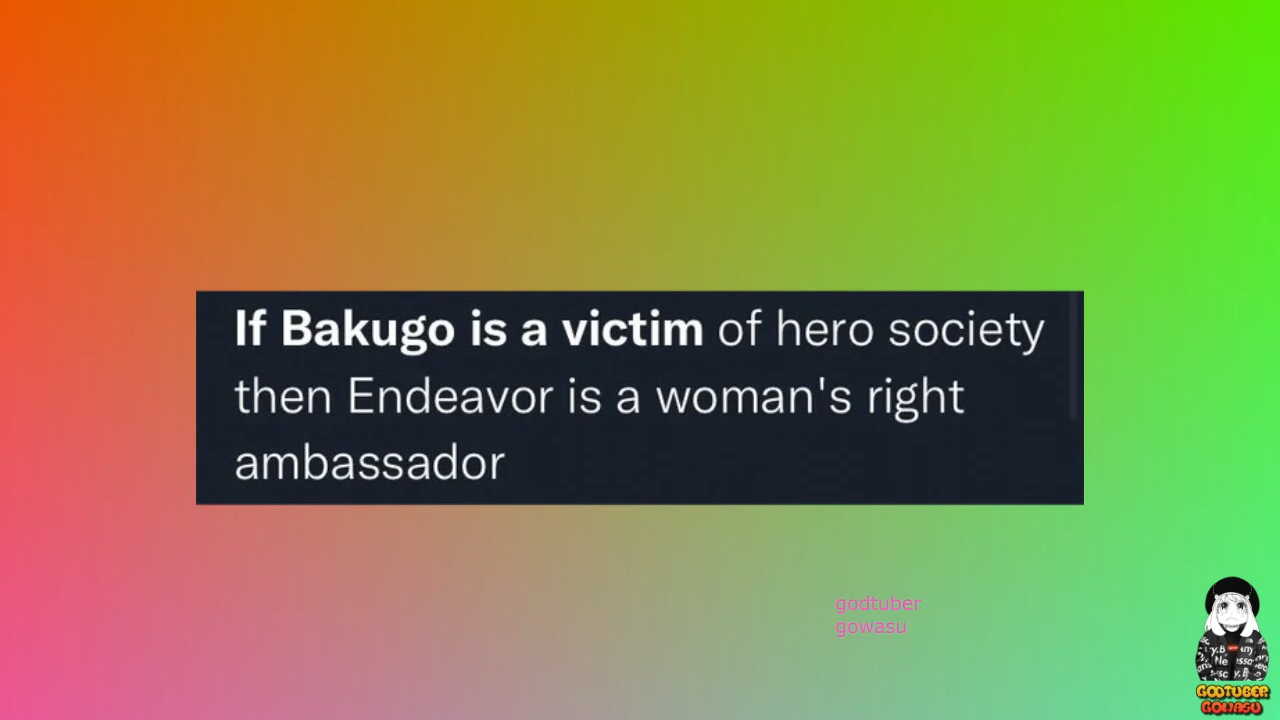 If Bakugo is a victim of hero society
then Endeavor is a woman's right
ambassador
godtuber
gowasu
GODTUBER
GOWASU